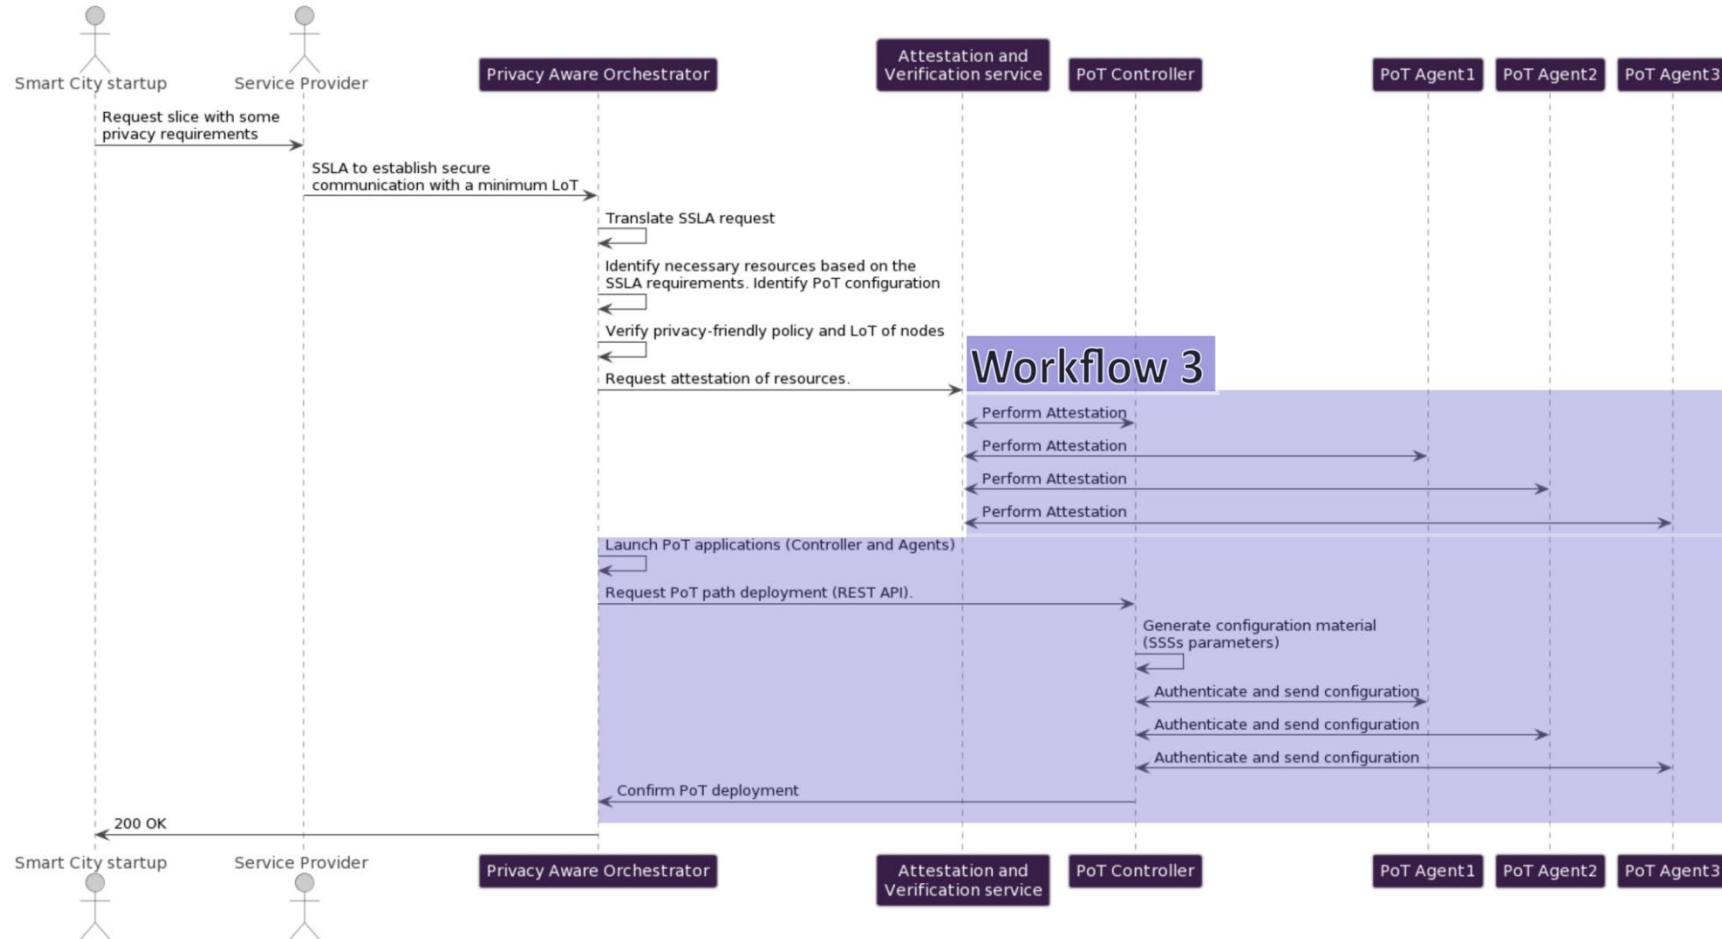 Smart City startup
Service Provider
Privacy Aware Orchestrator
Attestation and
Verification service
PoT Controller
PoT Agent1
PoT Agent2
PoT Agent3
Request slice with some
privacy requirements
SSLA to establish secure
communication with a minimum LoT
Translate SSLA request
Identify necessary resources based on the
SSLA requirements. Identify PoT configuration
Verify privacy-friendly policy and LoT of nodes
Workflow 3
Request attestation of resources.
Perform Attestation
Perform Attestation
Perform Attestation
Perform Attestation
Launch PoT applications (Controller and Agents)
Request PoT path deployment (REST API).
Generate configuration material
(SSSs parameters)
Authenticate and send configuration
Authenticate and send configuration
Authenticate and send configuration
Confirm PoT deployment
200 OK
Smart City startup
Service Provider
Privacy Aware Orchestrator
Attestation and
Verification service
PoT Controller
PoT Agent1
PoT Agent2
PoT Agent3